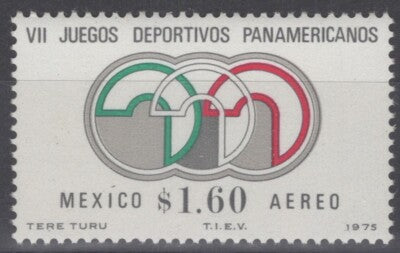 VII JUEGOS DEPORTIVOS PANAMERICANOS
MEXICO $1.60 AEREO
TERE TURU T.I.E.V. 1975